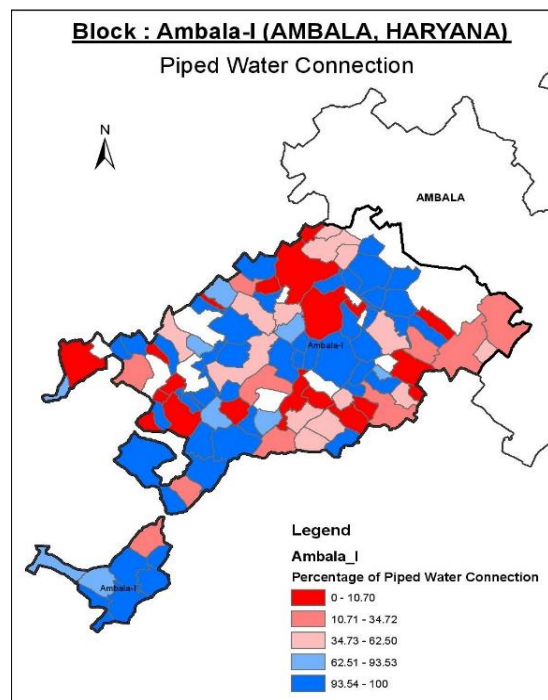 Block : Ambala-I (AMBALA, HARYANA)
Piped Water Connection
N
AMBALA
Ambala-I
Ambala-I
Legend
Ambala_I
Percentage of Piped Water Connection
0 - 10.70
10.71 - 34.72
34.73 - 62.50
62.51 - 93.53
93.54 - 100